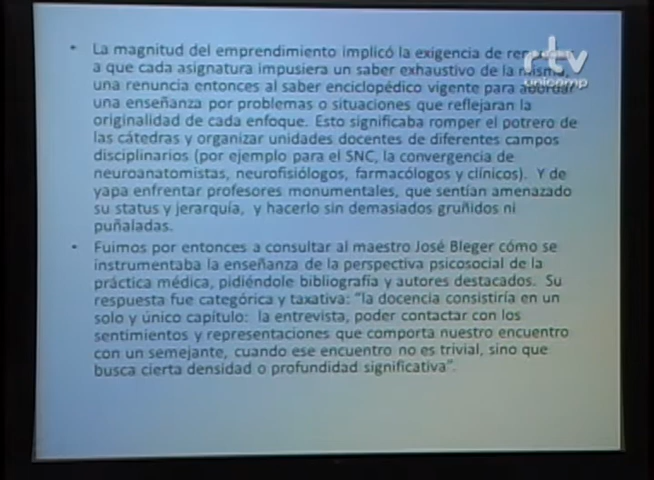 • La magnitud del emprendimiento implicó la exigencia de
a que cada asignatura impusiera un saber exhaustivo de la misma,
una renuncia entonces al saber enciclopédico vigente para abordar
una enseñanza por problemas o situaciones que reflejaran la
originalidad de cada enfoque. Esto significaba romper el potrero de
las cátedras y organizar unidades docentes de diferentes campos
disciplinarios (por ejemplo para el SNC, la convergencia de
neuroanatomistas, neurofisiólogos, farmacólogos y clínicos). Y de
yapa enfrentar profesores monumentales, que sentían amenazado
su status y jerarquía, y hacerlo sin demasiados gruñidos ni
puñaladas.
• Fuimos por entonces a consultar al maestro José Bleger cómo se
instrumentaba la enseñanza de la perspectiva psicosocial de la
práctica médica, pidiéndole bibliografía y autores destacados. Su
respuesta fue categórica y taxativa: "la docencia consistiría en un
solo y único capítulo: la entrevista, poder contactar con los
sentimientos y representaciones que comporta nuestro encuentro
con un semejante, cuando ese encuentro no es trivial, sino que
busca cierta densidad o profundidad significativa".
rtv
unicamp